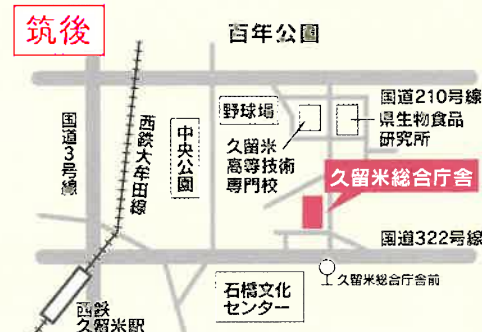 筑後
百年公園
国道3号線
西鉄大牟田線
中央公園
野球場
久留米
高等技術
専門校
国道210号線
県生物食品
研究所
久留米総合庁舎
国道322号線
久留米総合庁舎前
石橋文化
センター
西鉄
久留米駅